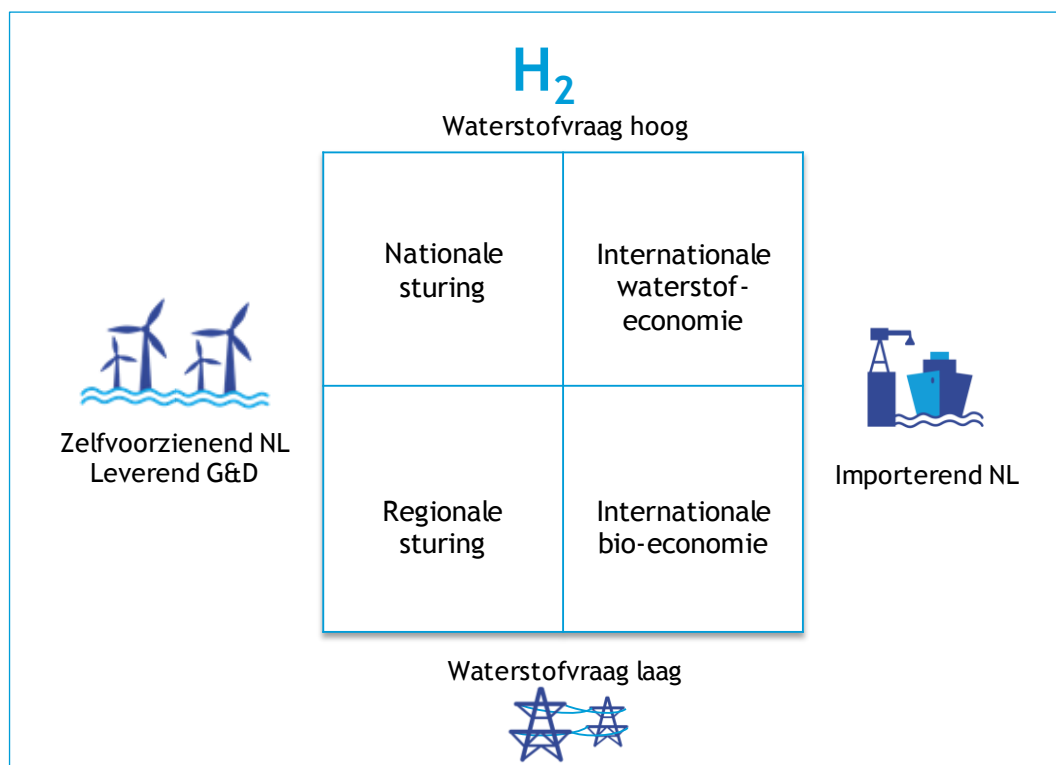 H₂
Waterstofvraag hoog
Nationale
sturing
Internationale
waterstof-
economie
Zelfvoorzienend NL
Leverend G&D
Importerend NL
Regionale
sturing
Internationale
bio-economie
Waterstofvraag laag